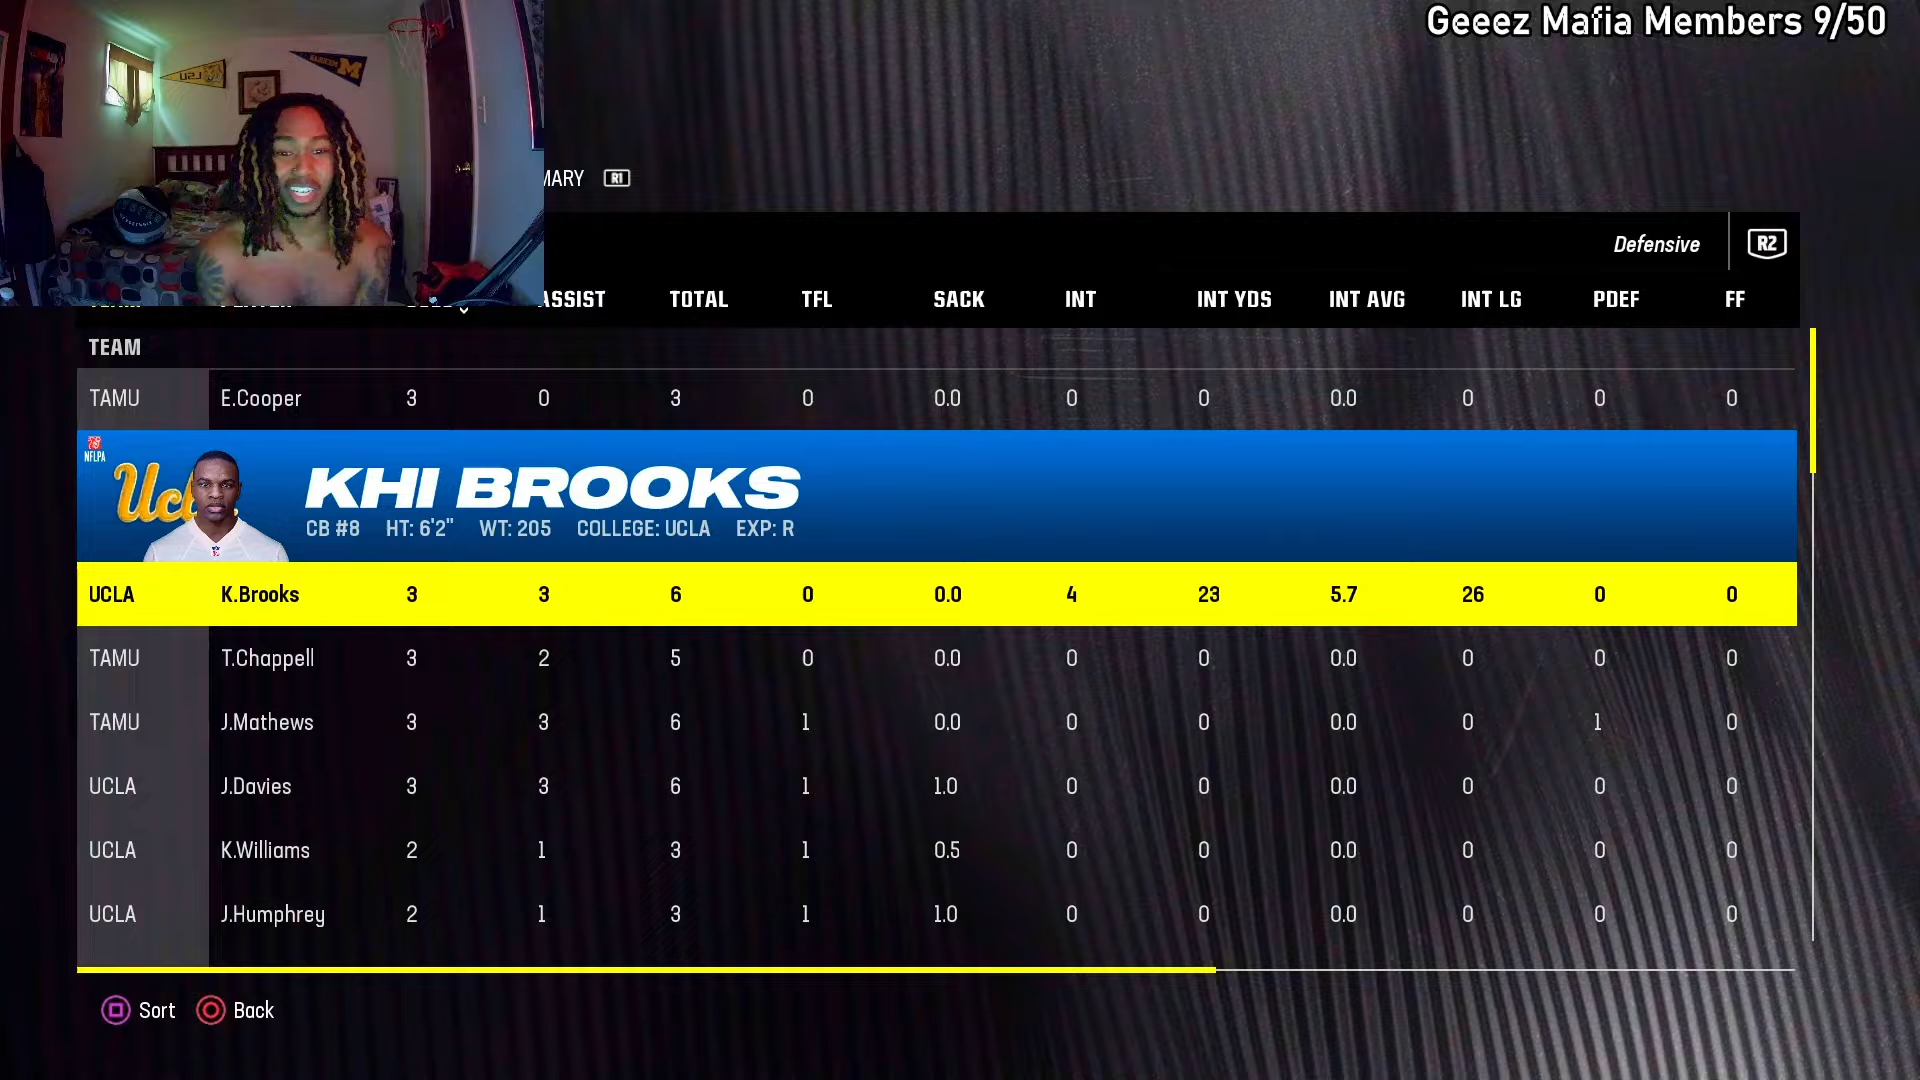 Geeez Mafia Members 9/50
MARY R1
Defensive R2
ASSIST TOTAL TFL SACK INT INT YDS INT AVG INT LG PDEF FF
TEAM
TAMU E.Cooper 3 0 3 0 0.0 0 0 0.0 0 0 0
NFLPA
KHI BROOKS
CB #8 HT: 6'2" WT: 205 COLLEGE: UCLA EXP: R
UCLA K.Brooks 3 3 6 0 0.0 4 23 5.7 26 0 0
TAMU T.Chappell 3 2 5 0 0.0 0 0 0.0 0 0 0
TAMU J.Mathews 3 3 6 1 0.0 0 0 0.0 0 1 0
UCLA J.Davies 3 3 6 1 1.0 0 0 0.0 0 0 0
UCLA K.Williams 2 1 3 1 0.5 0 0 0.0 0 0 0
UCLA J.Humphrey 2 1 3 1 1.0 0 0 0.0 0 0 0
Sort Back